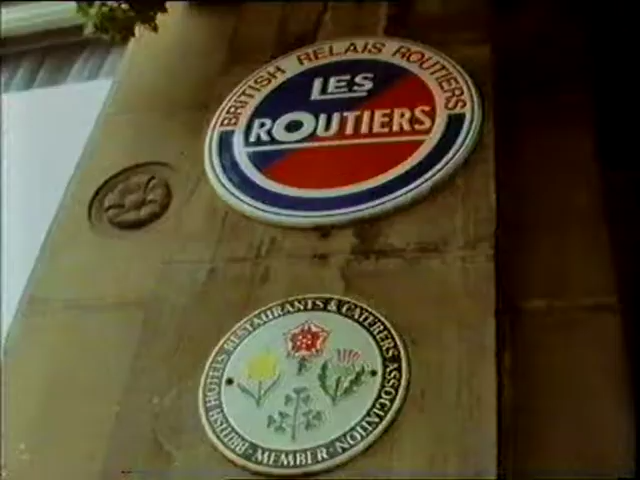 BRITISH RELAIS ROUTIERS
LES
ROUTIERS
BRITISH HOTELS RESTAURANTS & CATERERS ASSOCIATION
·MEMBER·